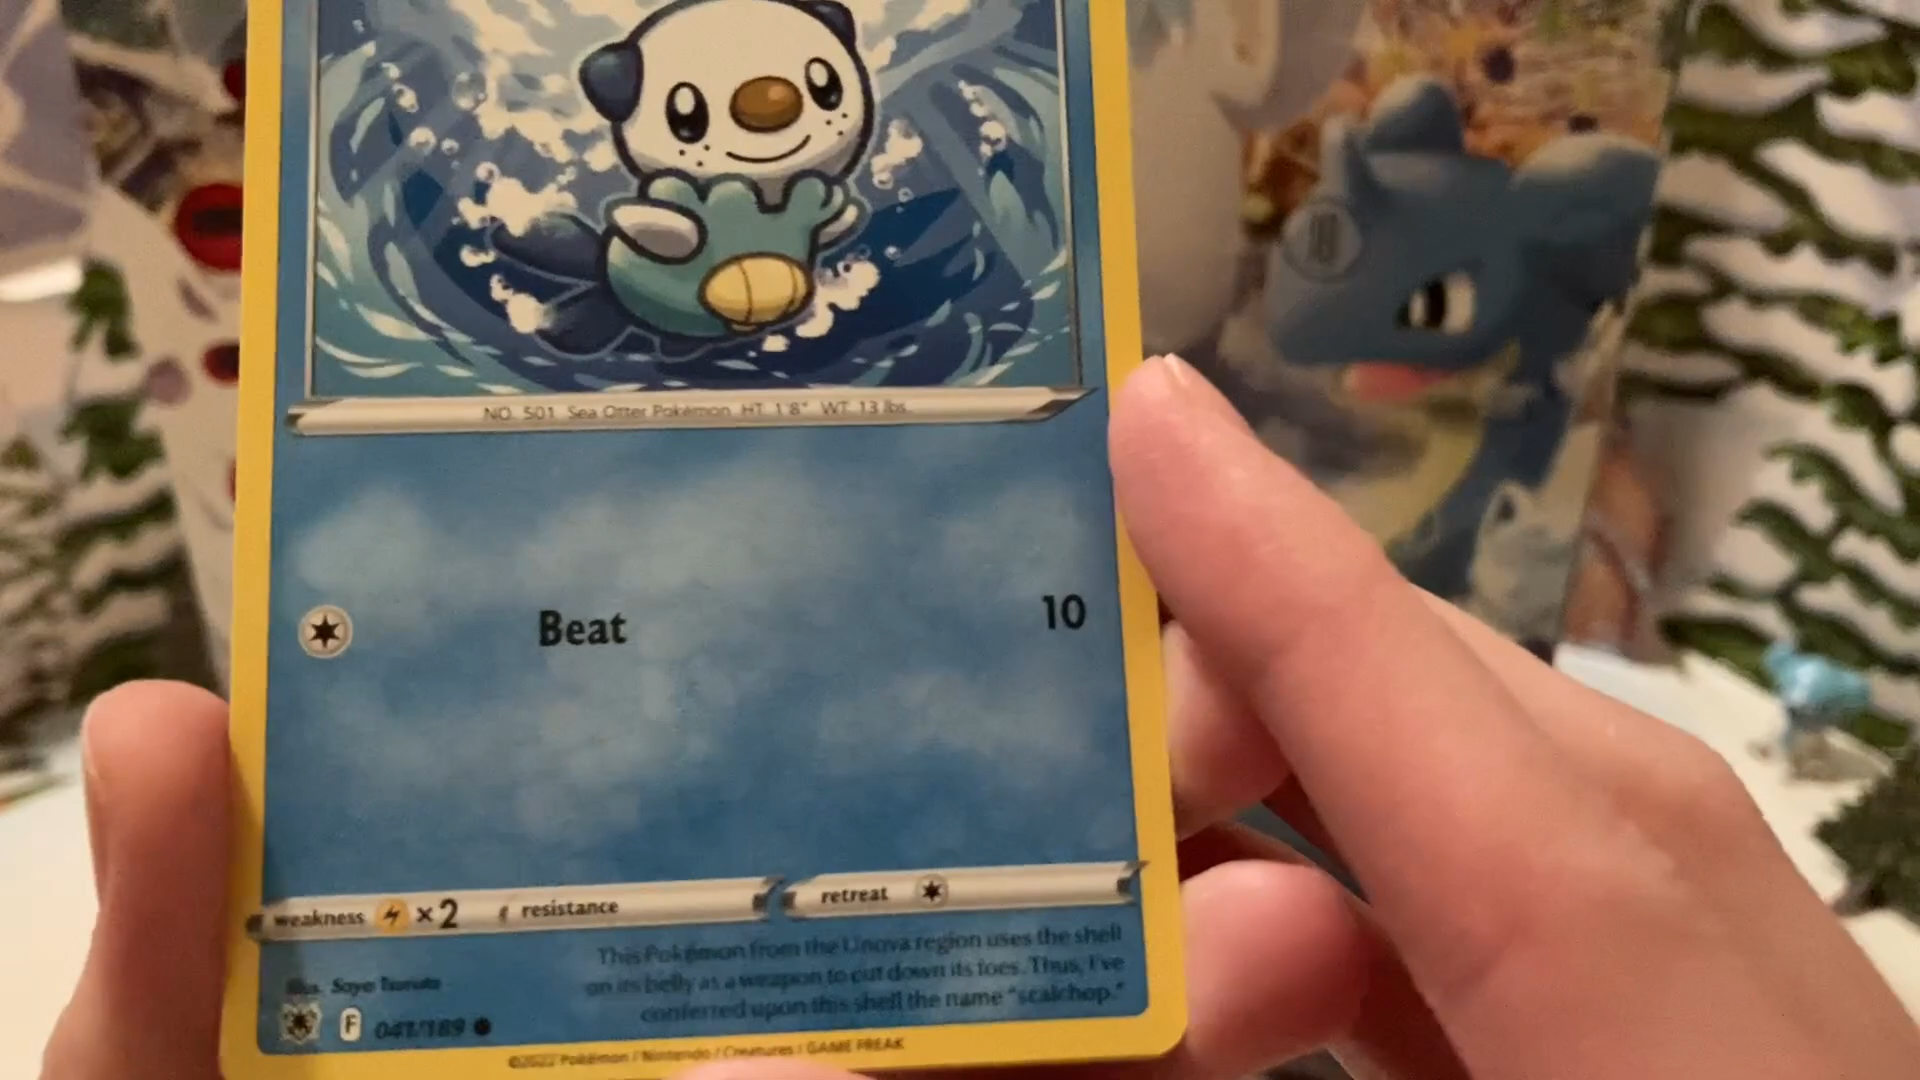 NO. 501 Sea Otter Pokémon HT 1'8" WT 13 lbs.
Beat 10
weakness ×2 resistance retreat
This Pokémon from the Unova region uses the shell
on its belly as a weapon to cut down its foes. Thus, I've
conferred upon this shell the name "scalchop."
Illus. Saya Tsuruta
F 041/189
©2022 Pokémon / Nintendo / Creatures / GAME FREAK